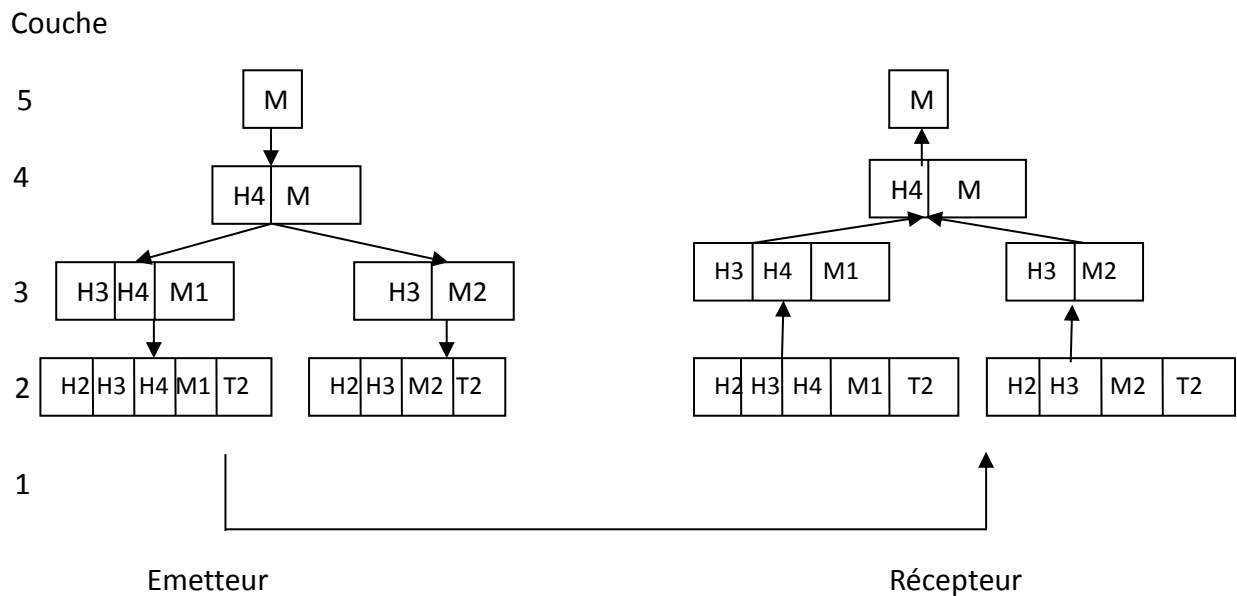 Couche
5 M M
4 H4 M H4 M
3 H3 H4 M1 H3 M2 H3 H4 M1 H3 M2
2 H2 H3 H4 M1 T2 H2 H3 M2 T2 H2 H3 H4 M1 T2 H2 H3 M2 T2
1
Emetteur Récepteur